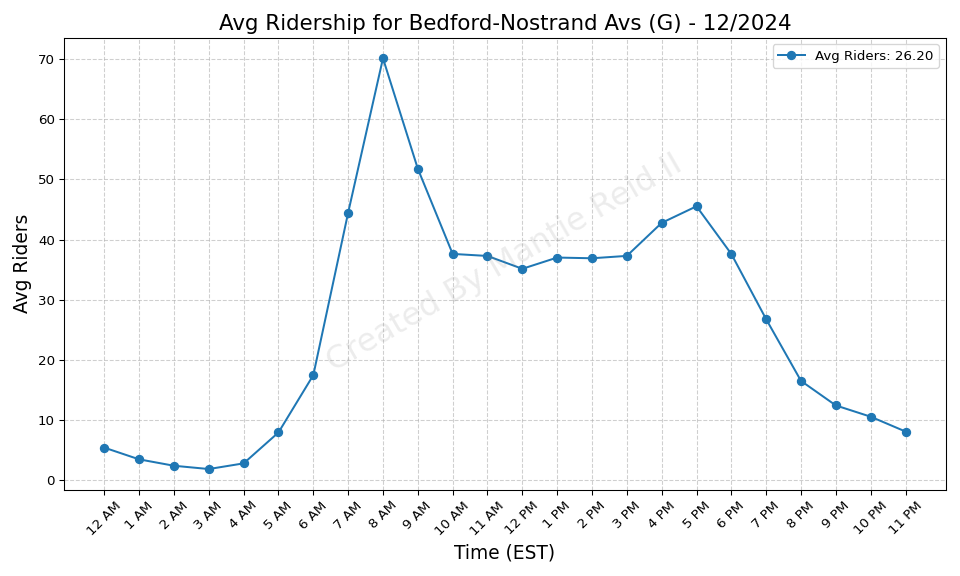 Avg Ridership for Bedford-Nostrand Avs (G) - 12/2024
Avg Riders: 26.20
70
60
50
40
30
20
10
0
Avg Riders
Created By Mantie Reid II
12 AM
1 AM
2 AM
3 AM
4 AM
5 AM
6 AM
7 AM
8 AM
9 AM
10 AM
11 AM
12 PM
1 PM
2 PM
3 PM
4 PM
5 PM
6 PM
7 PM
8 PM
9 PM
10 PM
11 PM
Time (EST)